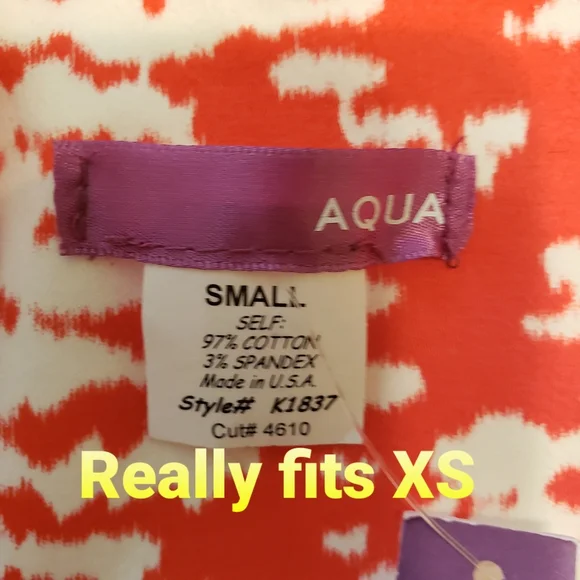 AQUA
SMALL
SELF:
97% COTTON
3% SPANDEX
Made in U.S.A.
Style# K1837
Cut# 4610
Really fits XS